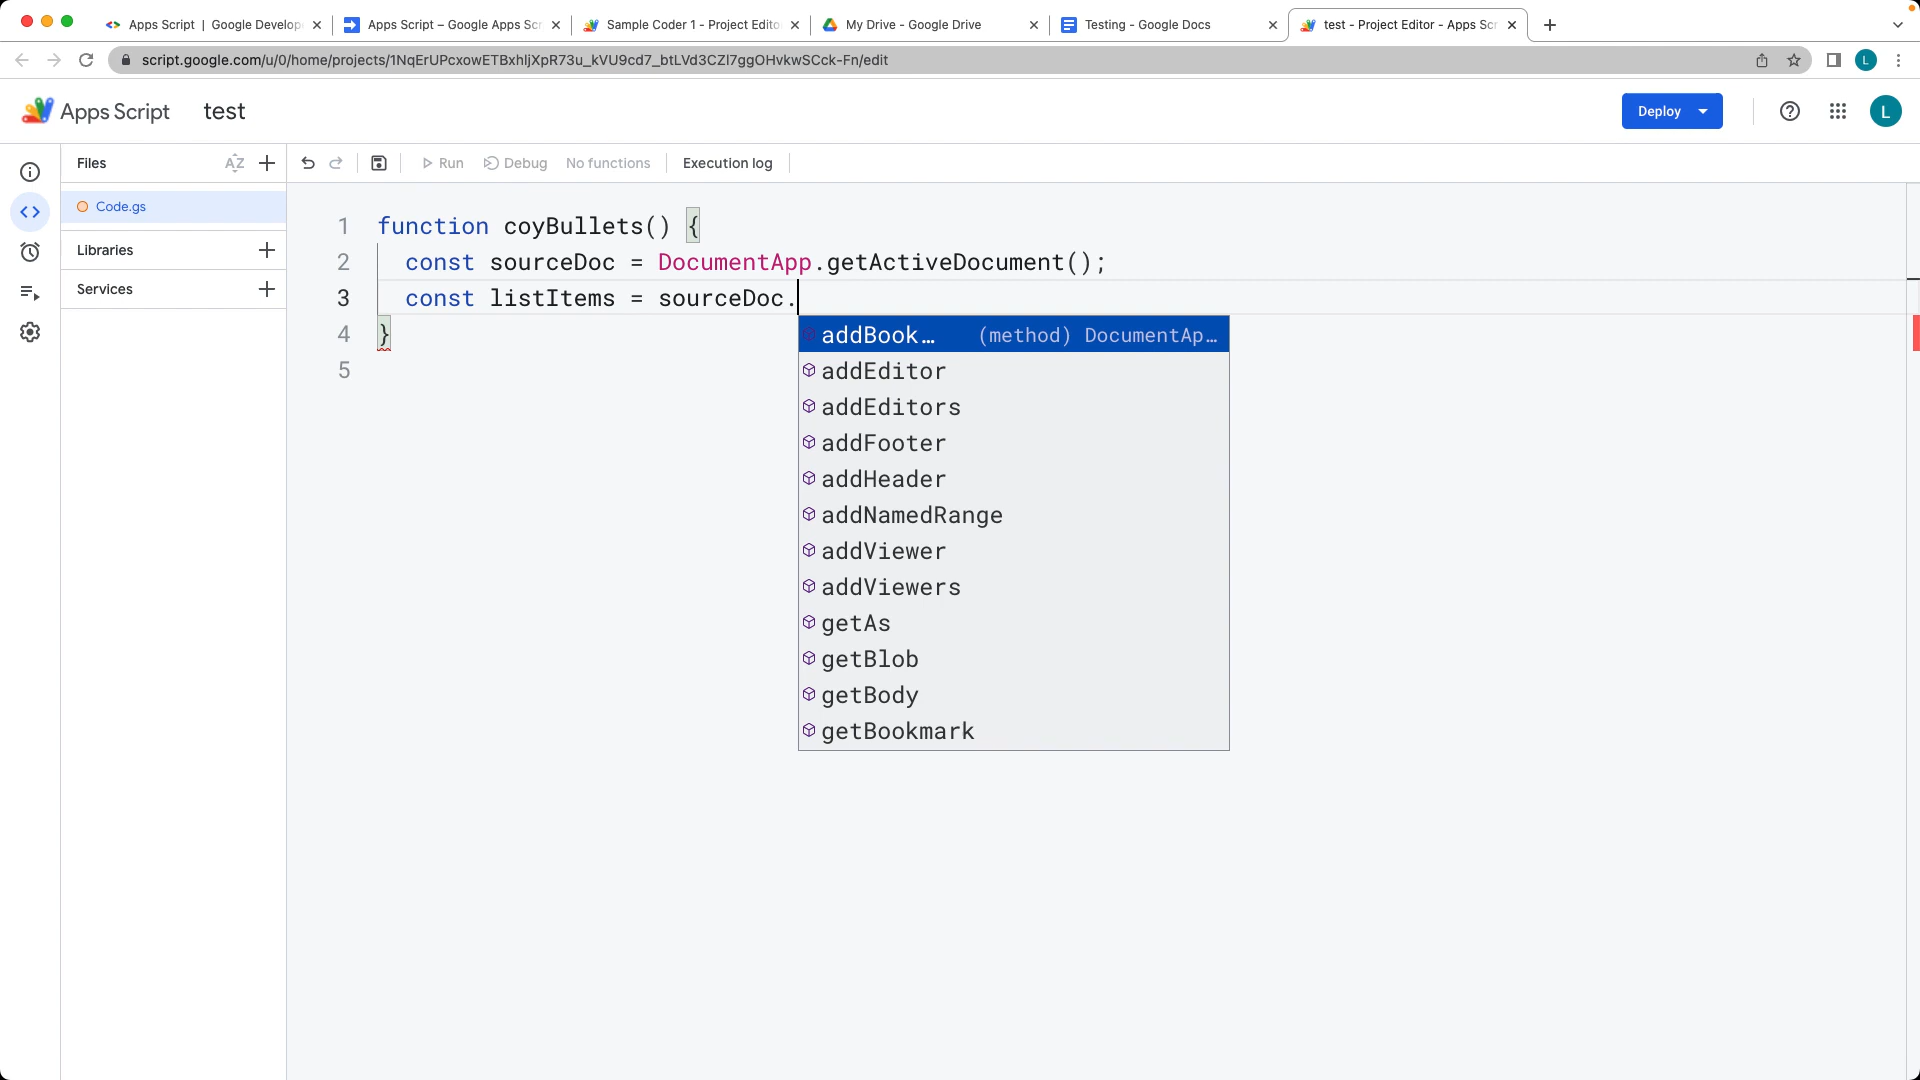 Apps Script | Google Develop
Apps Script – Google Apps Scr
Sample Coder 1 - Project Edito
My Drive - Google Drive
Testing - Google Docs
test - Project Editor - Apps Scr
script.google.com/u/0/home/projects/1NqErUPcxowETBxhljXpR73u_kVU9cd7_btLVd3CZl7ggOHvkwSCck-Fn/edit
L
Apps Script
test
Deploy
L
Files
AZ
Run
Debug
No functions
Execution log
Code.gs
Libraries
Services
1 function coyBullets() {
2 const sourceDoc = DocumentApp.getActiveDocument();
3 const listItems = sourceDoc.
4 }
5
addBook… (method) DocumentAp…
addEditor
addEditors
addFooter
addHeader
addNamedRange
addViewer
addViewers
getAs
getBlob
getBody
getBookmark